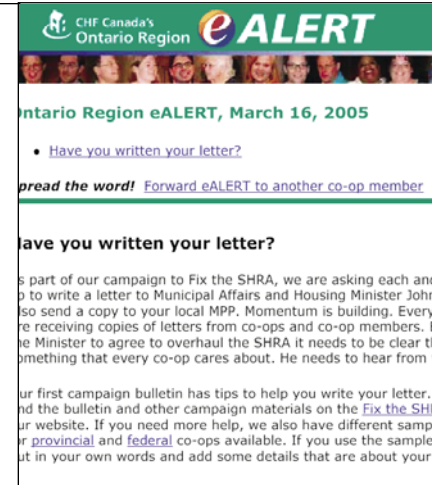 CHF Canada's
Ontario Region eALERT
ntario Region eALERT, March 16, 2005
• Have you written your letter?
pread the word! Forward eALERT to another co-op member
ave you written your letter?
s part of our campaign to Fix the SHRA, we are asking each and
p to write a letter to Municipal Affairs and Housing Minister John
lso send a copy to your local MPP. Momentum is building. Every
re receiving copies of letters from co-ops and co-op members.
e Minister to agree to overhaul the SHRA it needs to be clear th
omething that every co-op cares about. He needs to hear from
ur first campaign bulletin has tips to help you write your letter.
nd the bulletin and other campaign materials on the Fix the SH
ur website. If you need more help, we also have different samp
or provincial and federal co-ops available. If you use the sample
ut in your own words and add some details that are about your